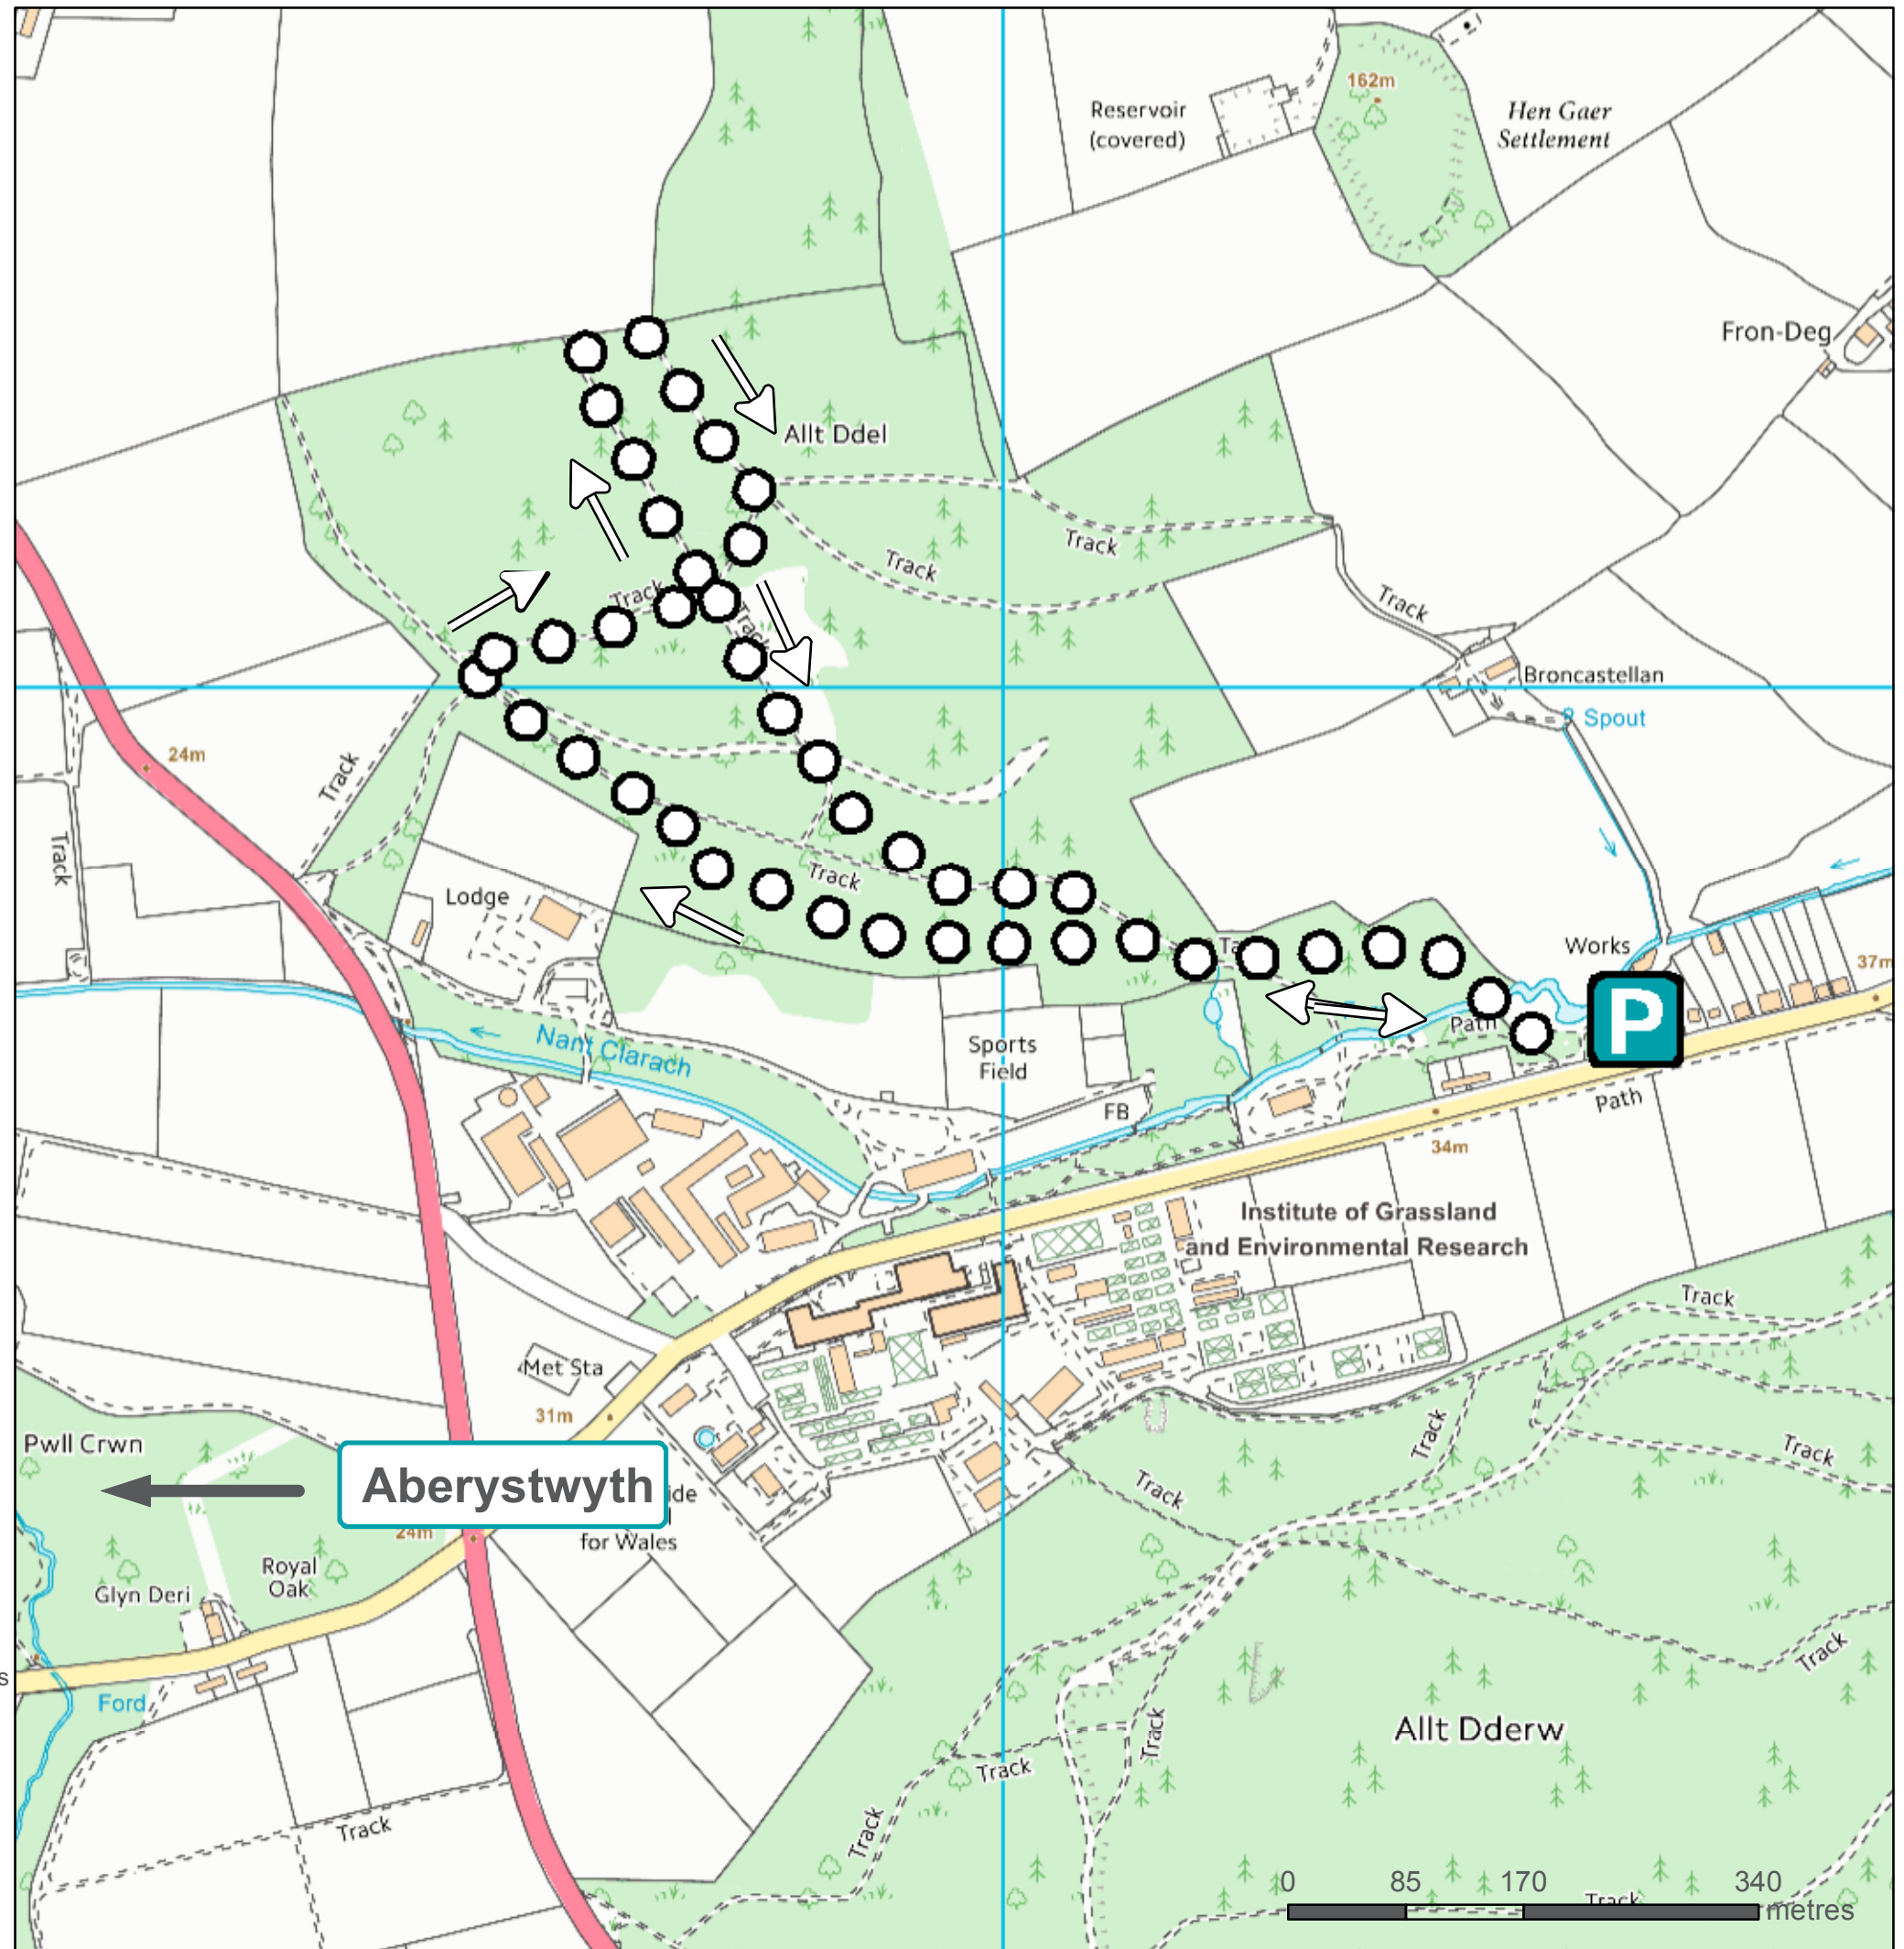 162m
Reservoir
(covered)
Hen Gaer
Settlement
Fron-Deg
Allt Ddel
Track
Track
Track
Track
Track
Broncastellan
Spout
24m
Track
Track
Track
Lodge
Works
37m
P
Path
Nant Clarach
Sports
Field
FB
Path
34m
Institute of Grassland
and Environmental Research
Track
Met Sta
31m
Pwll Crwn
Aberystwyth
ide
for Wales
24m
Royal
Oak
Glyn Deri
Ford
Track
Track
Track
Track
Track
Track
Track
Track
Allt Dderw
0 85 170 340
metres
Track